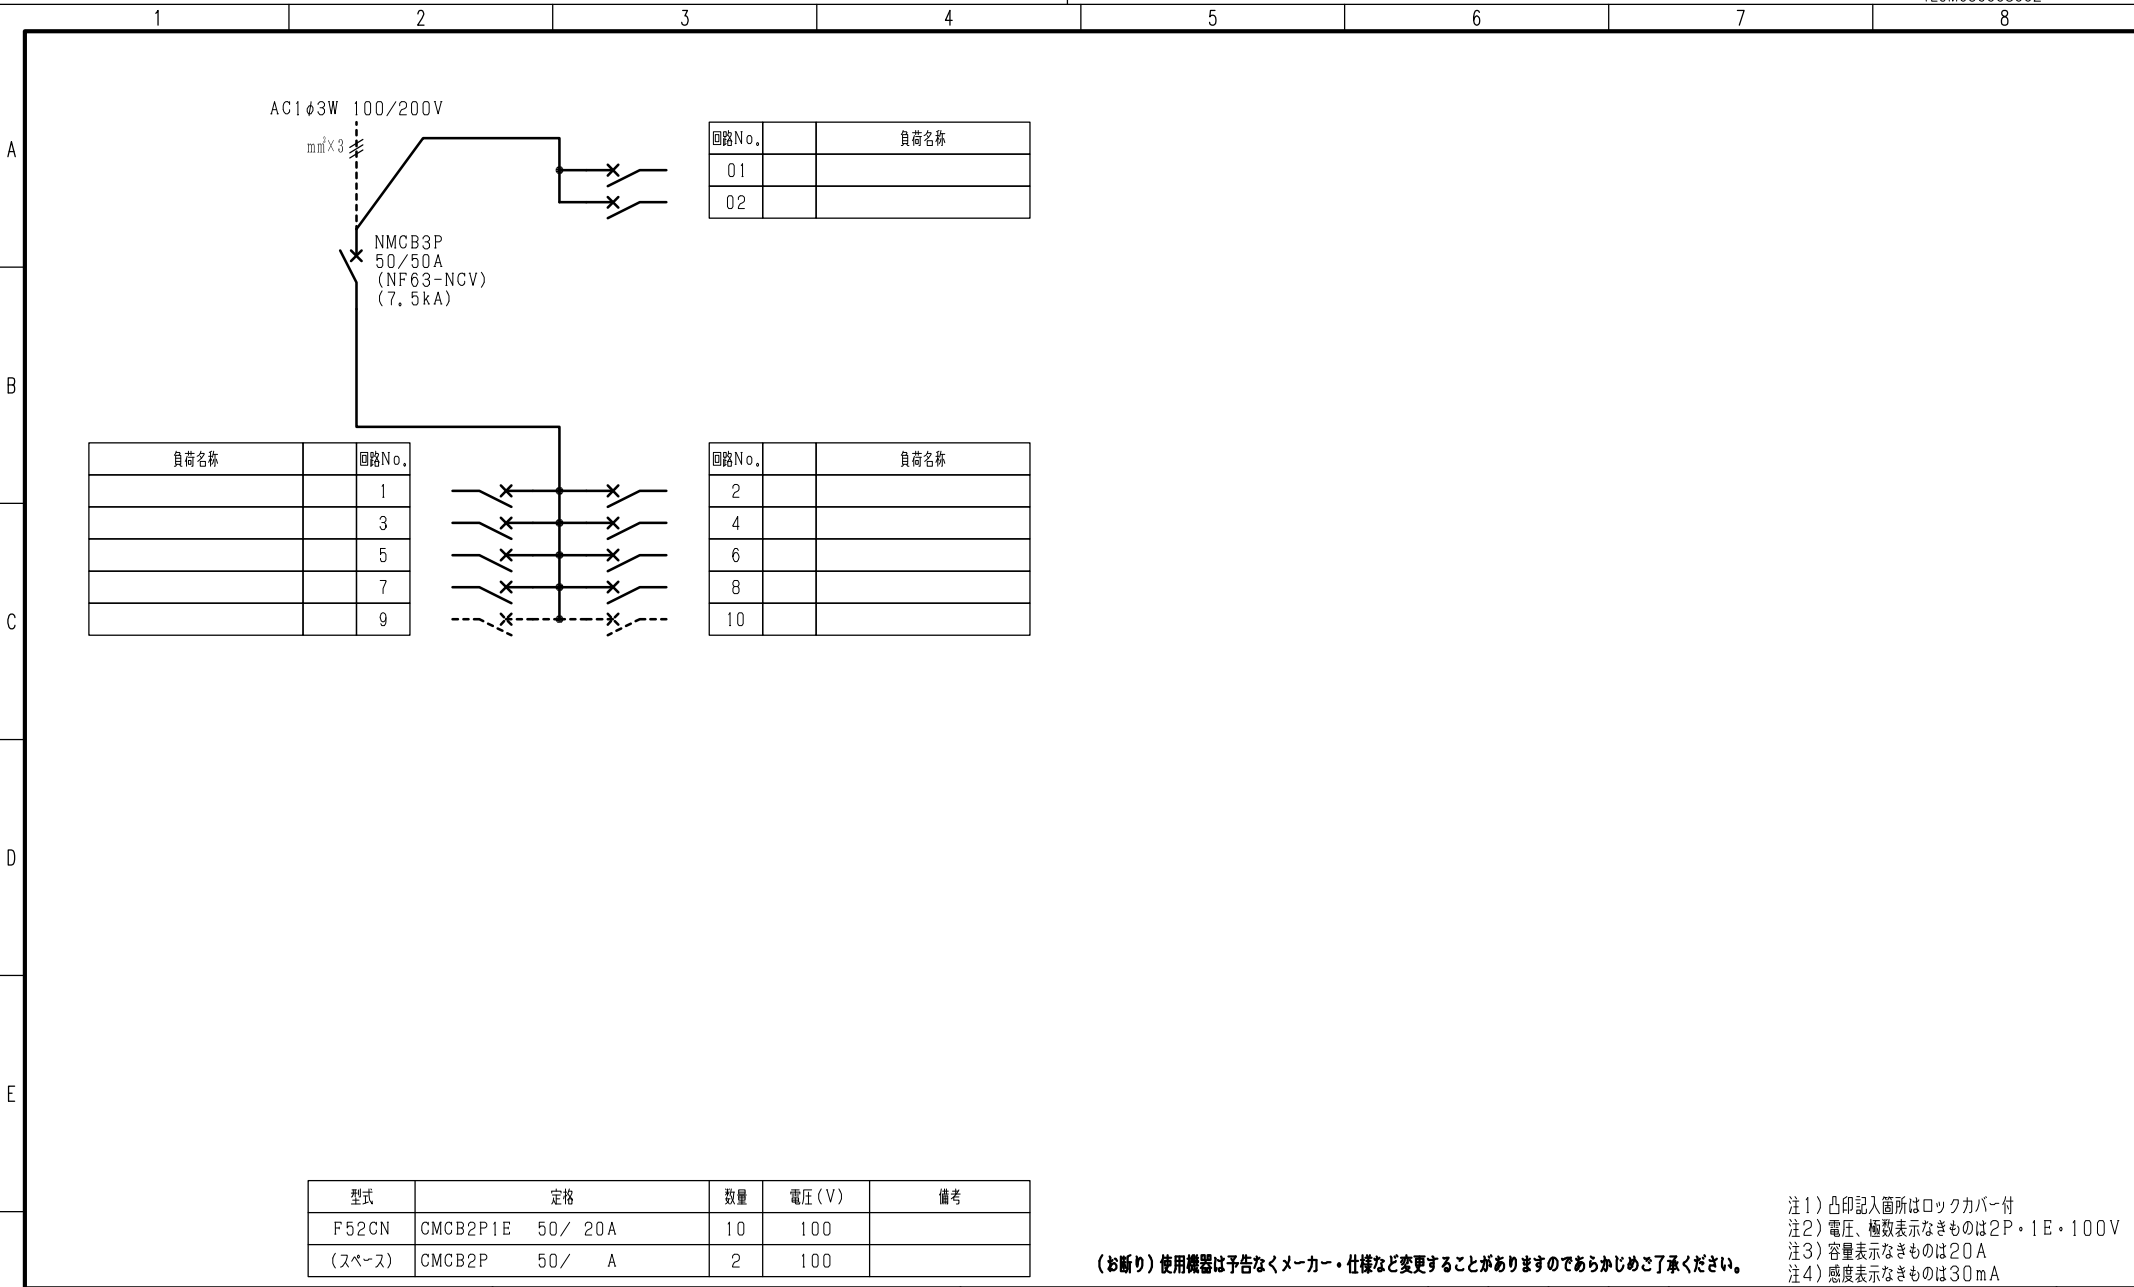 1 2 3 4 5 6 7 8
A
B
C
D
E
AC1φ3W 100/200V
mm²×3
NMCB3P
50/50A
(NF63-NCV)
(7.5kA)
回路No. 負荷名称
01
02
負荷名称 回路No.
1
3
5
7
9
回路No. 負荷名称
2
4
6
8
10
型式 定格 数量 電圧(V) 備考
F52CN CMCB2P1E 50/ 20A 10 100
(スペース) CMCB2P 50/ A 2 100
(お断り)使用機器は予告なくメーカー・仕様など変更することがありますのであらかじめご了承ください。
注1)凸印記入箇所はロックカバー付
注2)電圧、極数表示なきものは2P・1E・100V
注3)容量表示なきものは20A
注4)感度表示なきものは30mA